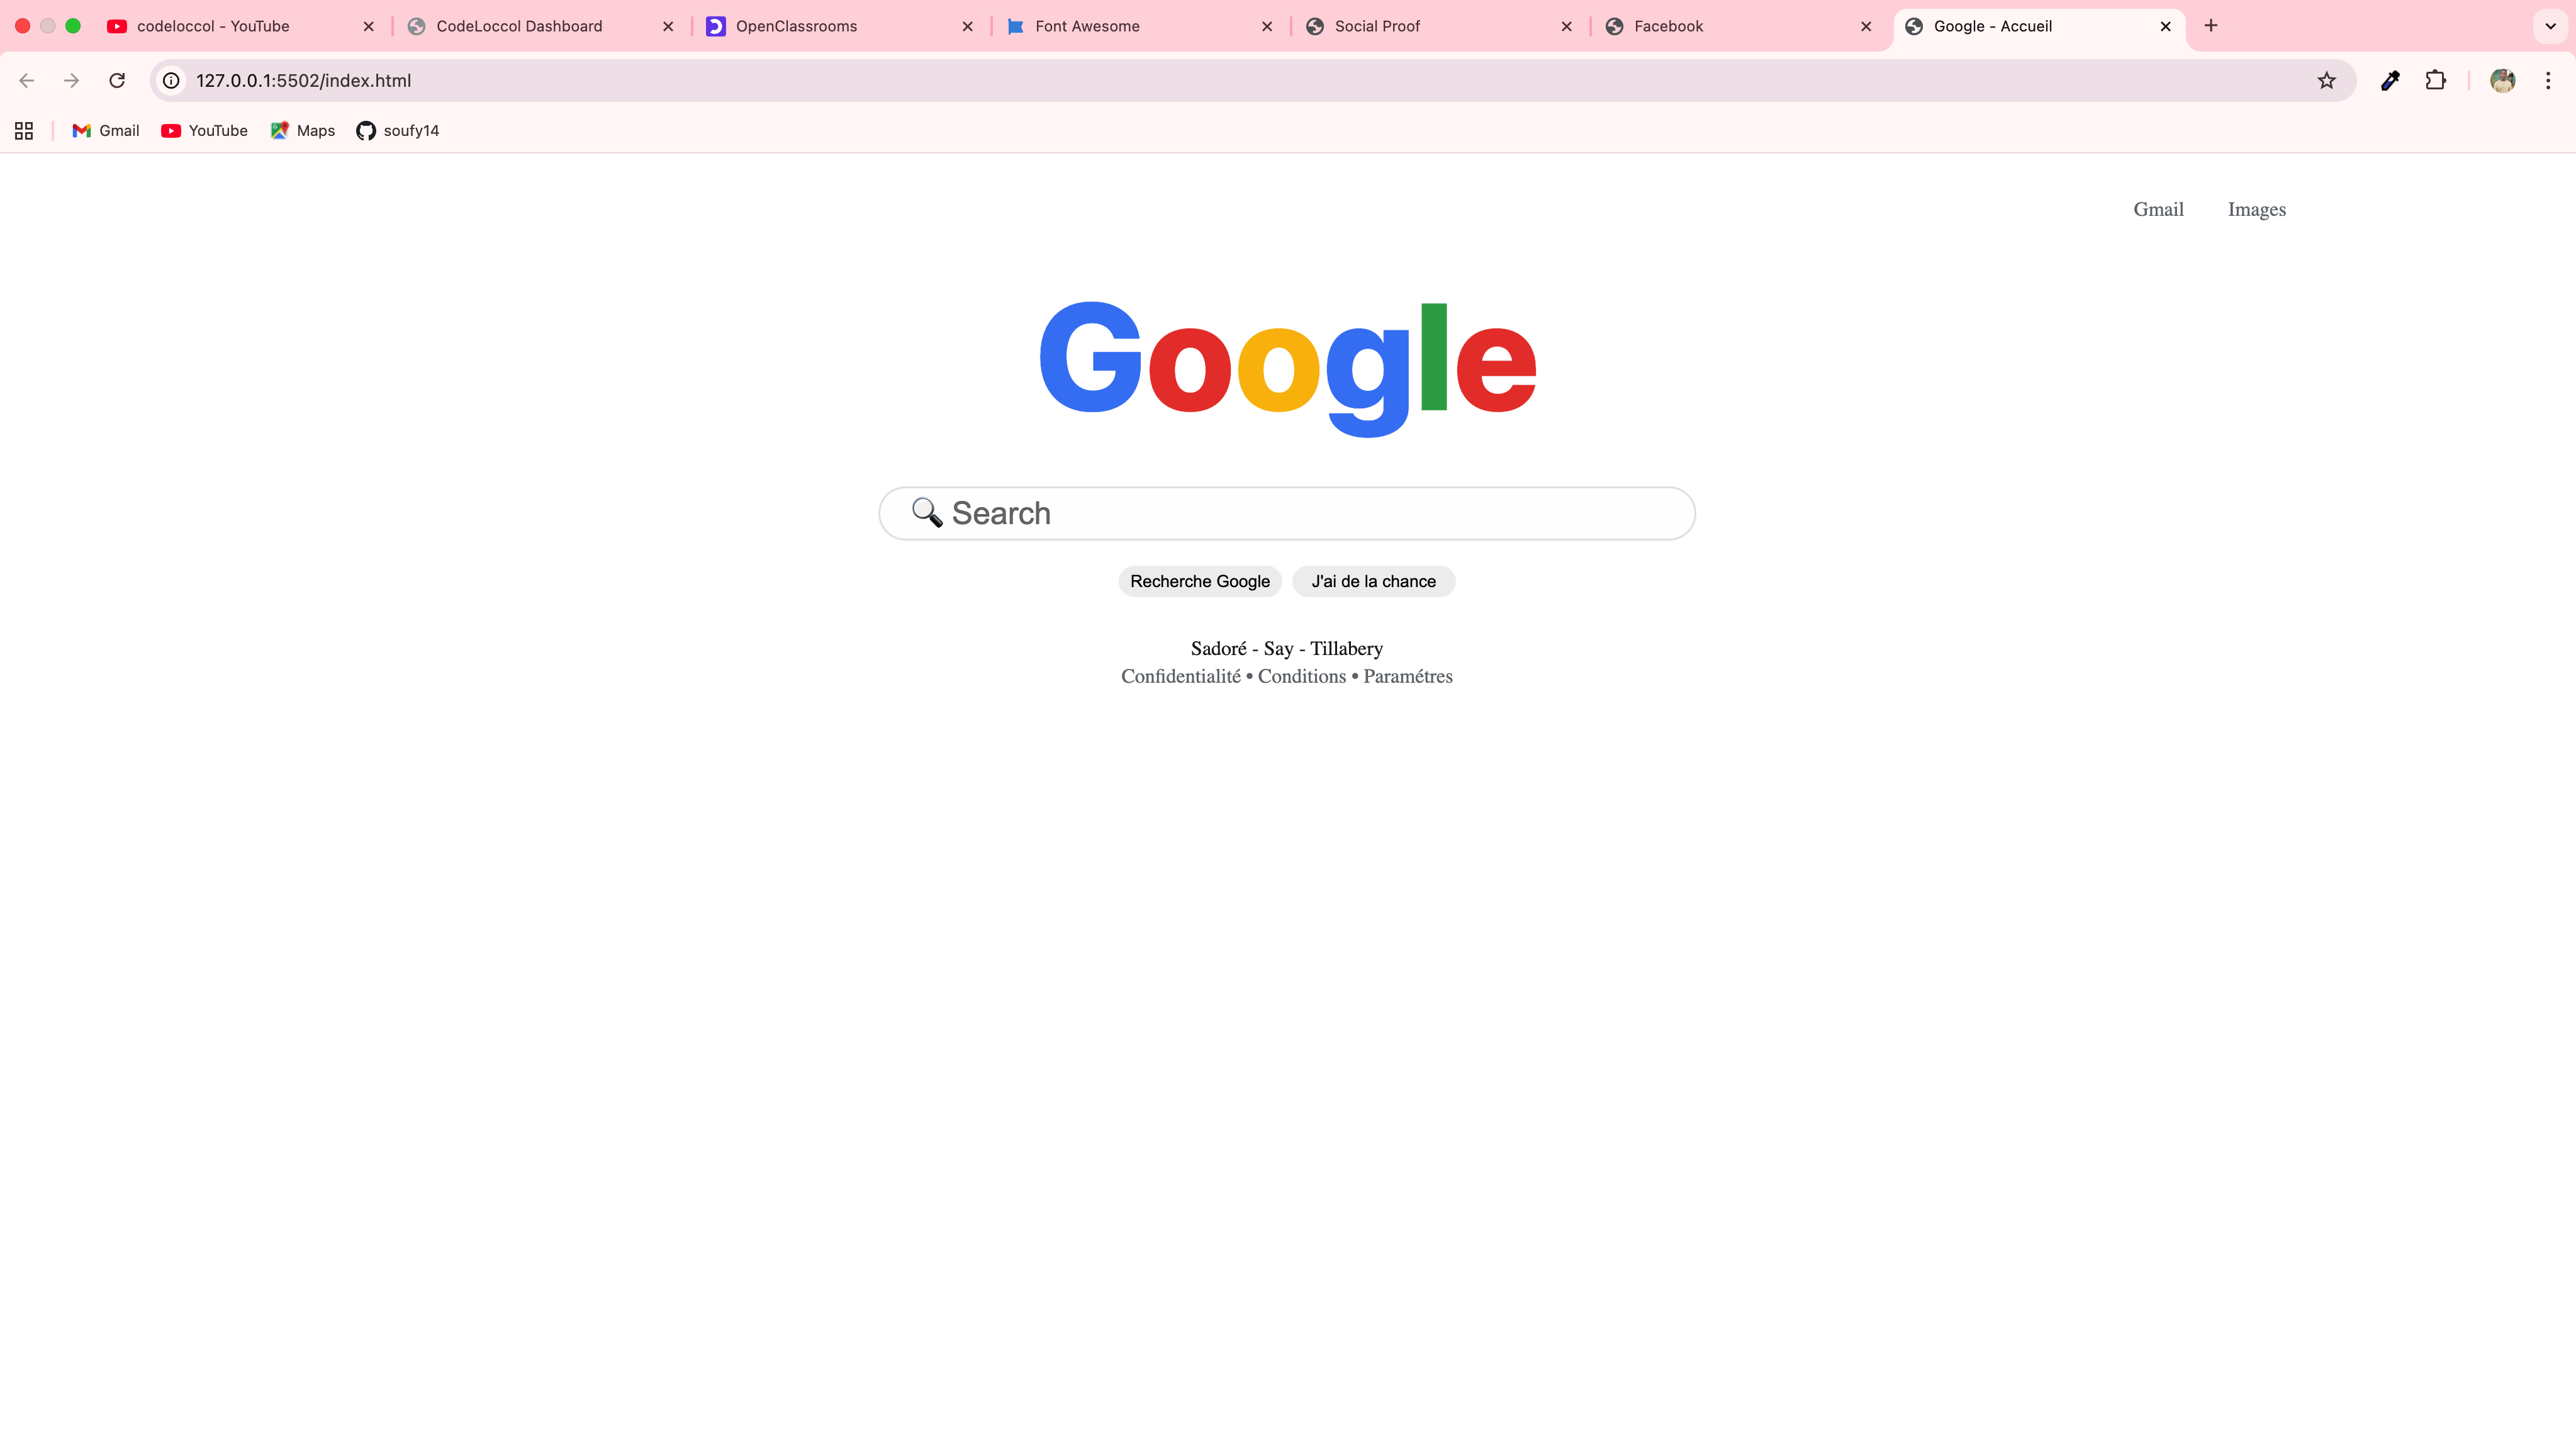 codeloccol - YouTube
CodeLoccol Dashboard
OpenClassrooms
Font Awesome
Social Proof
Facebook
Google - Accueil
127.0.0.1:5502/index.html
Gmail
YouTube
Maps
soufy14
Gmail
Images
Google
🔍 Search
Recherche Google
J'ai de la chance
Sadoré - Say - Tillabery
Confidentialité • Conditions • Paramétres